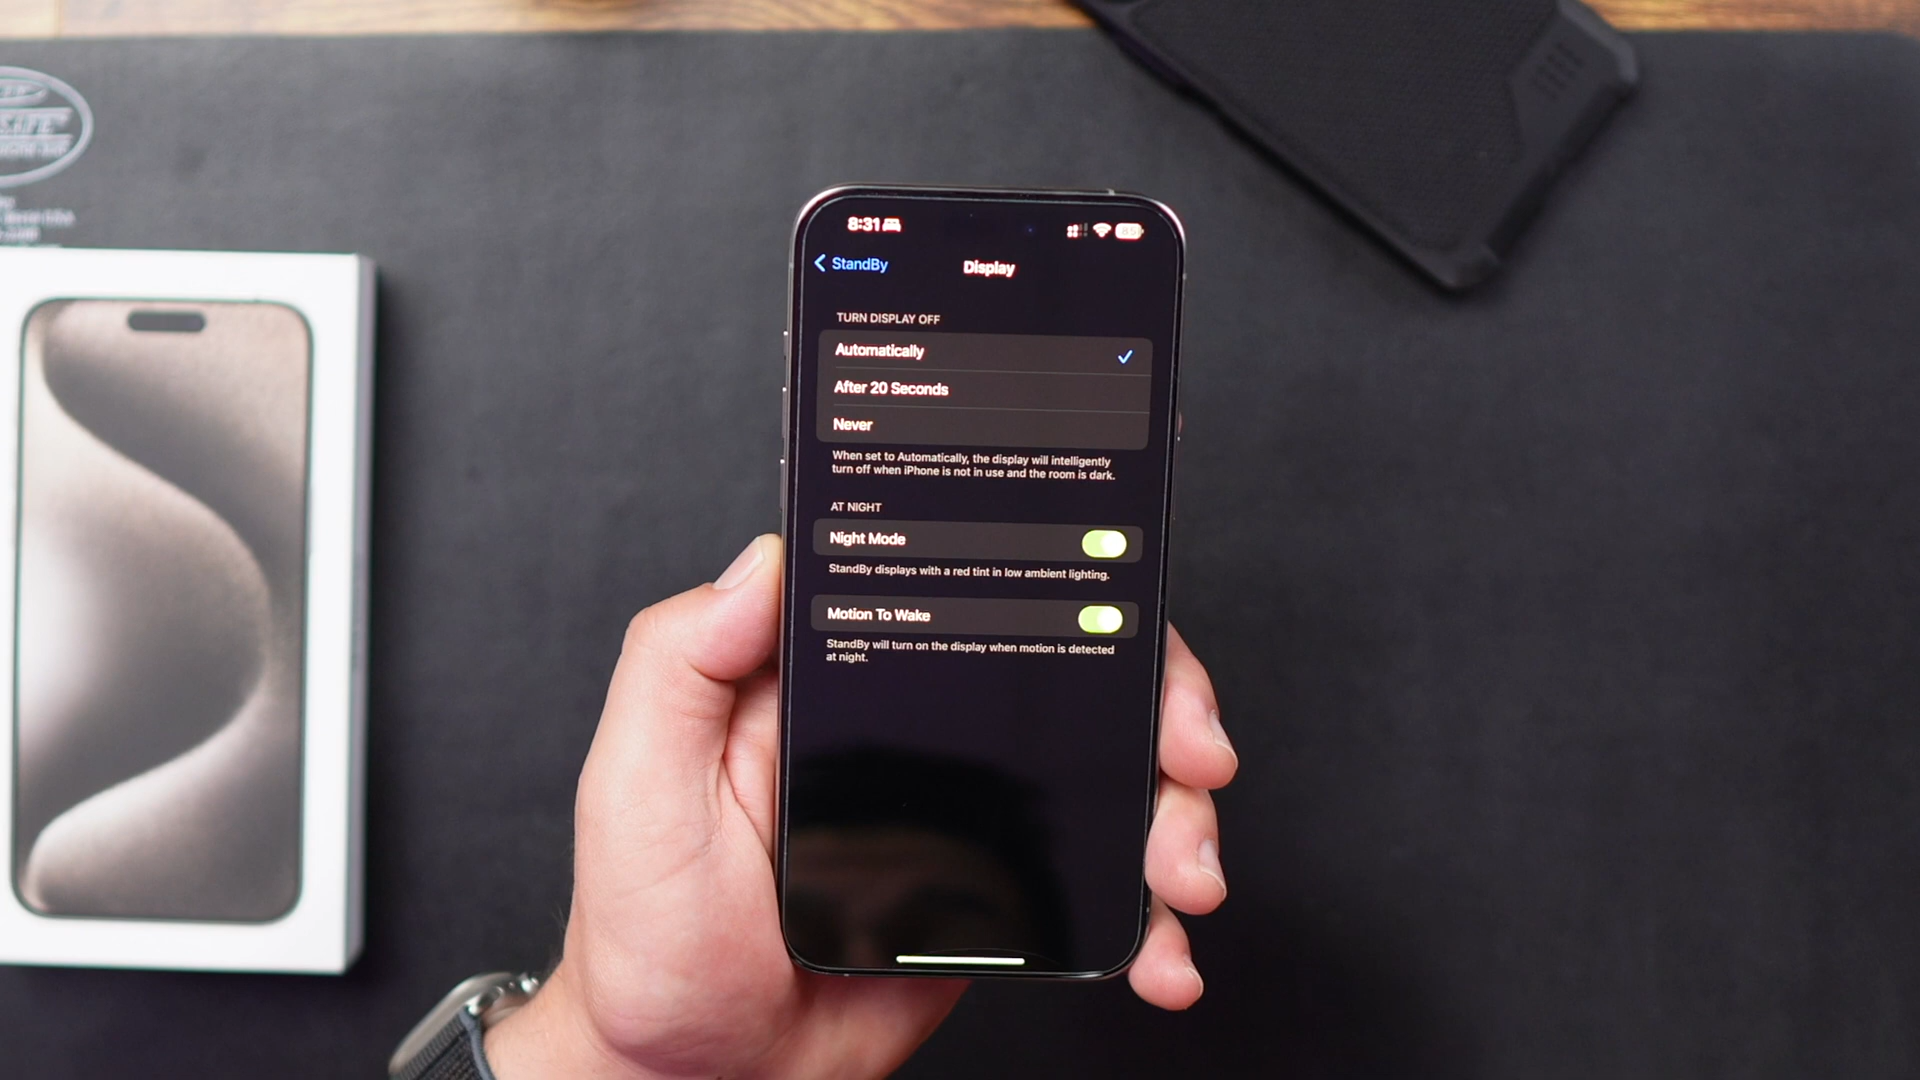 8:31
StandBy
Display
TURN DISPLAY OFF
Automatically
After 20 Seconds
Never
When set to Automatically, the display will intelligently
turn off when iPhone is not in use and the room is dark.
AT NIGHT
Night Mode
StandBy displays with a red tint in low ambient lighting.
Motion To Wake
StandBy will turn on the display when motion is detected
at night.